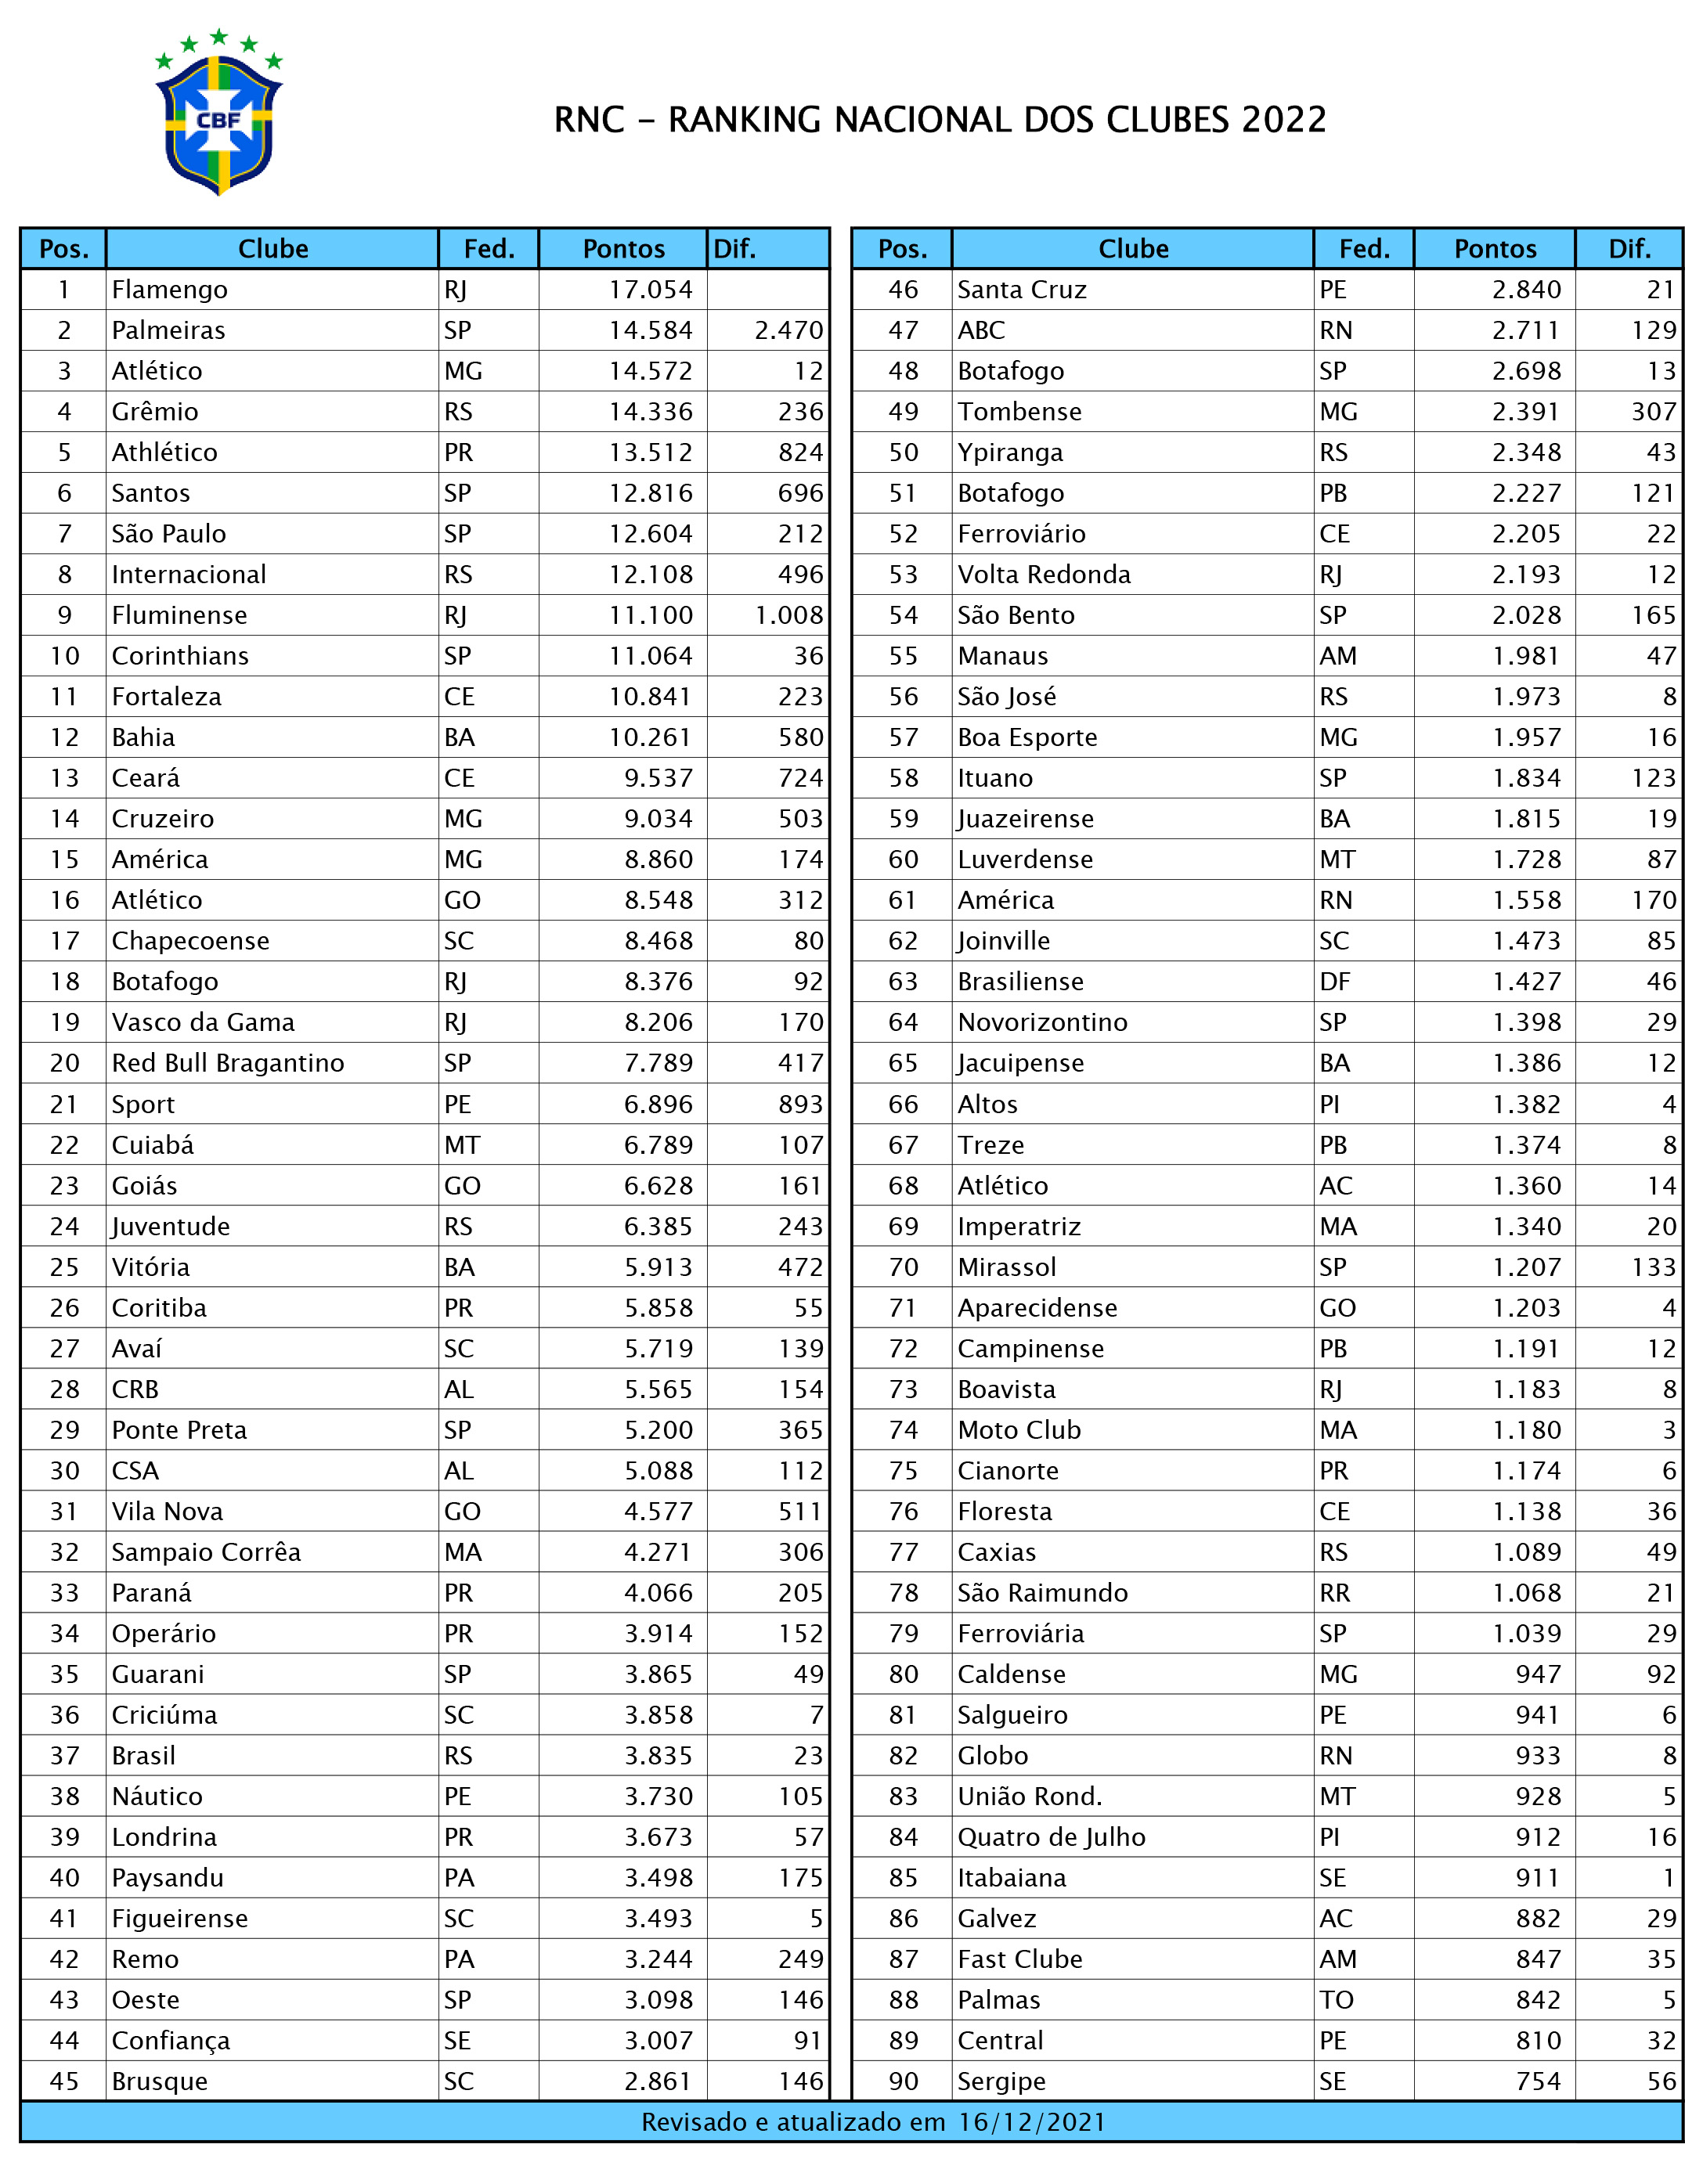 CBF
RNC - RANKING NACIONAL DOS CLUBES 2022
Pos. Clube Fed. Pontos Dif.
1 Flamengo RJ 17.054
2 Palmeiras SP 14.584 2.470
3 Atlético MG 14.572 12
4 Grêmio RS 14.336 236
5 Athlético PR 13.512 824
6 Santos SP 12.816 696
7 São Paulo SP 12.604 212
8 Internacional RS 12.108 496
9 Fluminense RJ 11.100 1.008
10 Corinthians SP 11.064 36
11 Fortaleza CE 10.841 223
12 Bahia BA 10.261 580
13 Ceará CE 9.537 724
14 Cruzeiro MG 9.034 503
15 América MG 8.860 174
16 Atlético GO 8.548 312
17 Chapecoense SC 8.468 80
18 Botafogo RJ 8.376 92
19 Vasco da Gama RJ 8.206 170
20 Red Bull Bragantino SP 7.789 417
21 Sport PE 6.896 893
22 Cuiabá MT 6.789 107
23 Goiás GO 6.628 161
24 Juventude RS 6.385 243
25 Vitória BA 5.913 472
26 Coritiba PR 5.858 55
27 Avaí SC 5.719 139
28 CRB AL 5.565 154
29 Ponte Preta SP 5.200 365
30 CSA AL 5.088 112
31 Vila Nova GO 4.577 511
32 Sampaio Corrêa MA 4.271 306
33 Paraná PR 4.066 205
34 Operário PR 3.914 152
35 Guarani SP 3.865 49
36 Criciúma SC 3.858 7
37 Brasil RS 3.835 23
38 Náutico PE 3.730 105
39 Londrina PR 3.673 57
40 Paysandu PA 3.498 175
41 Figueirense SC 3.493 5
42 Remo PA 3.244 249
43 Oeste SP 3.098 146
44 Confiança SE 3.007 91
45 Brusque SC 2.861 146
Pos. Clube Fed. Pontos Dif.
46 Santa Cruz PE 2.840 21
47 ABC RN 2.711 129
48 Botafogo SP 2.698 13
49 Tombense MG 2.391 307
50 Ypiranga RS 2.348 43
51 Botafogo PB 2.227 121
52 Ferroviário CE 2.205 22
53 Volta Redonda RJ 2.193 12
54 São Bento SP 2.028 165
55 Manaus AM 1.981 47
56 São José RS 1.973 8
57 Boa Esporte MG 1.957 16
58 Ituano SP 1.834 123
59 Juazeirense BA 1.815 19
60 Luverdense MT 1.728 87
61 América RN 1.558 170
62 Joinville SC 1.473 85
63 Brasiliense DF 1.427 46
64 Novorizontino SP 1.398 29
65 Jacuipense BA 1.386 12
66 Altos PI 1.382 4
67 Treze PB 1.374 8
68 Atlético AC 1.360 14
69 Imperatriz MA 1.340 20
70 Mirassol SP 1.207 133
71 Aparecidense GO 1.203 4
72 Campinense PB 1.191 12
73 Boavista RJ 1.183 8
74 Moto Club MA 1.180 3
75 Cianorte PR 1.174 6
76 Floresta CE 1.138 36
77 Caxias RS 1.089 49
78 São Raimundo RR 1.068 21
79 Ferroviária SP 1.039 29
80 Caldense MG 947 92
81 Salgueiro PE 941 6
82 Globo RN 933 8
83 União Rond. MT 928 5
84 Quatro de Julho PI 912 16
85 Itabaiana SE 911 1
86 Galvez AC 882 29
87 Fast Clube AM 847 35
88 Palmas TO 842 5
89 Central PE 810 32
90 Sergipe SE 754 56
Revisado e atualizado em 16/12/2021